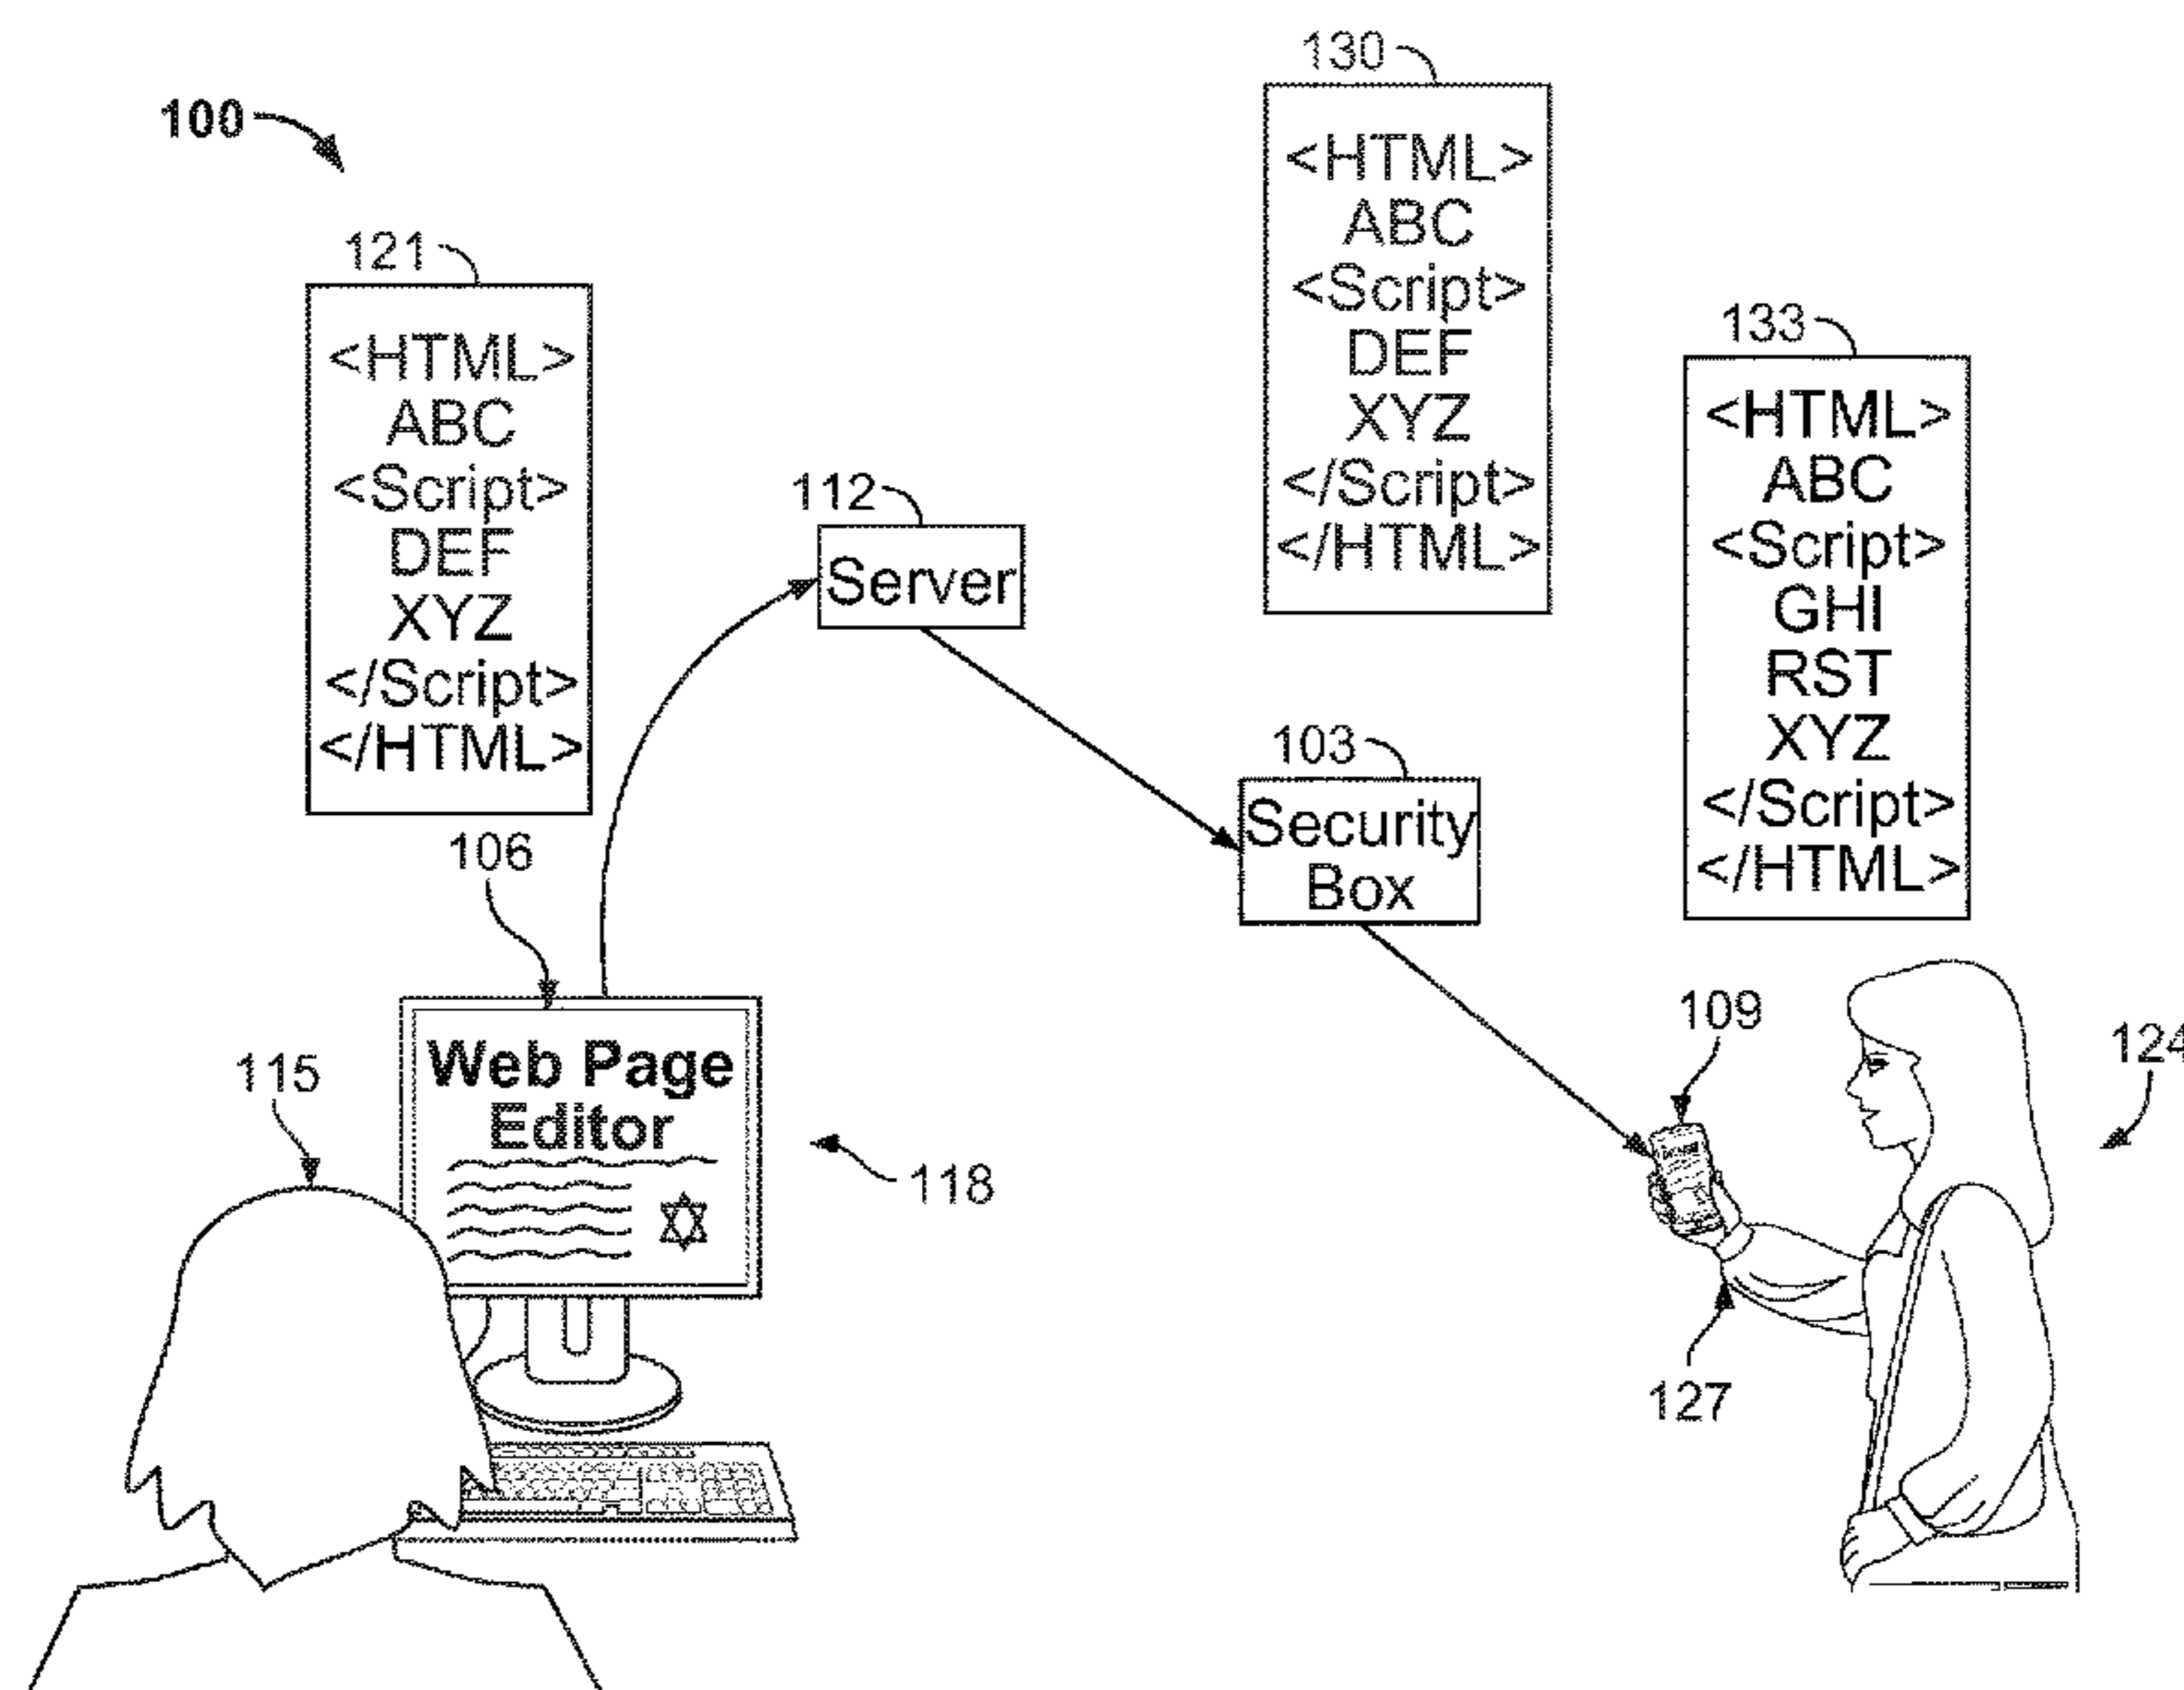 100
130
<HTML>
ABC
<Script>
DEF
XYZ
</Script>
</HTML>
121
<HTML>
ABC
<Script>
DEF
XYZ
</Script>
</HTML>
133
<HTML>
ABC
<Script>
GHI
RST
XYZ
</Script>
</HTML>
112
Server
103
Security
Box
106
Web Page
Editor
115
118
109
124
127